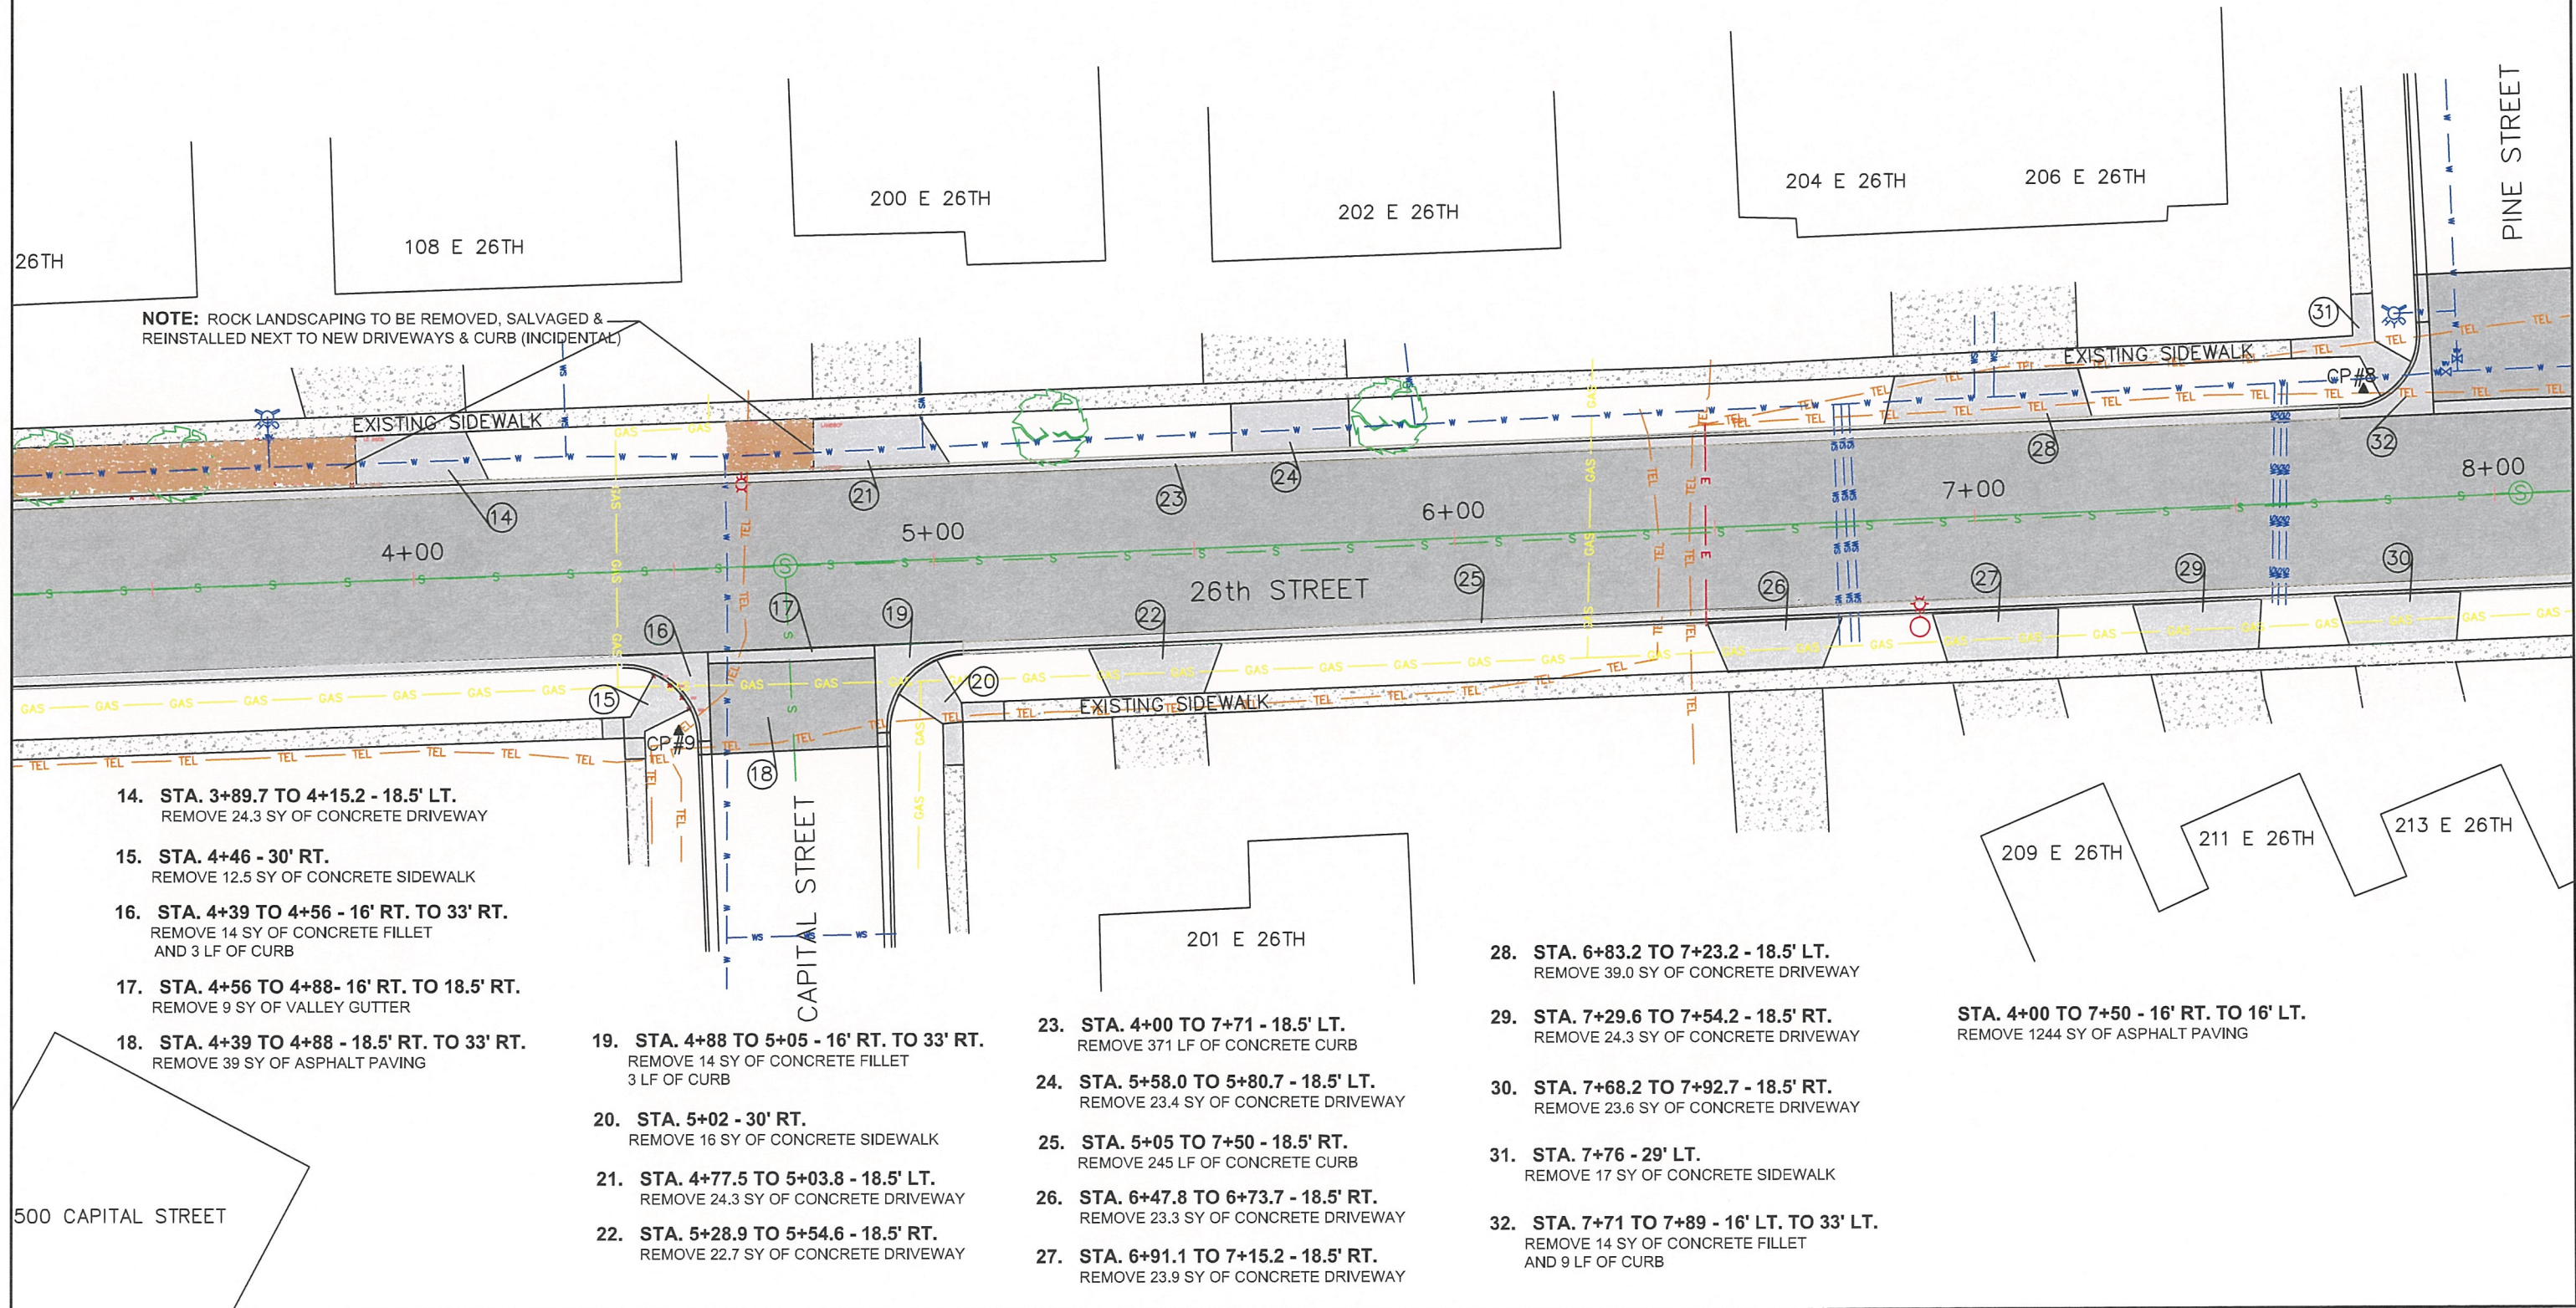 PINE STREET
204 E 26TH
206 E 26TH
200 E 26TH
202 E 26TH
108 E 26TH
26TH
NOTE: ROCK LANDSCAPING TO BE REMOVED, SALVAGED &
REINSTALLED NEXT TO NEW DRIVEWAYS & CURB (INCIDENTAL)
31
EXISTING SIDEWALK
CP#8
EXISTING SIDEWALK
32
28
24
23
21
14
8+00
7+00
6+00
5+00
4+00
26th STREET
30
29
27
26
25
22
19
17
16
20
15
EXISTING SIDEWALK
CP#9
18
CAPITAL STREET
209 E 26TH
211 E 26TH
213 E 26TH
201 E 26TH
500 CAPITAL STREET
14. STA. 3+89.7 TO 4+15.2 - 18.5' LT.
REMOVE 24.3 SY OF CONCRETE DRIVEWAY
15. STA. 4+46 - 30' RT.
REMOVE 12.5 SY OF CONCRETE SIDEWALK
16. STA. 4+39 TO 4+56 - 16' RT. TO 33' RT.
REMOVE 14 SY OF CONCRETE FILLET
AND 3 LF OF CURB
17. STA. 4+56 TO 4+88- 16' RT. TO 18.5' RT.
REMOVE 9 SY OF VALLEY GUTTER
18. STA. 4+39 TO 4+88 - 18.5' RT. TO 33' RT.
REMOVE 39 SY OF ASPHALT PAVING
19. STA. 4+88 TO 5+05 - 16' RT. TO 33' RT.
REMOVE 14 SY OF CONCRETE FILLET
3 LF OF CURB
20. STA. 5+02 - 30' RT.
REMOVE 16 SY OF CONCRETE SIDEWALK
21. STA. 4+77.5 TO 5+03.8 - 18.5' LT.
REMOVE 24.3 SY OF CONCRETE DRIVEWAY
22. STA. 5+28.9 TO 5+54.6 - 18.5' RT.
REMOVE 22.7 SY OF CONCRETE DRIVEWAY
23. STA. 4+00 TO 7+71 - 18.5' LT.
REMOVE 371 LF OF CONCRETE CURB
24. STA. 5+58.0 TO 5+80.7 - 18.5' LT.
REMOVE 23.4 SY OF CONCRETE DRIVEWAY
25. STA. 5+05 TO 7+50 - 18.5' RT.
REMOVE 245 LF OF CONCRETE CURB
26. STA. 6+47.8 TO 6+73.7 - 18.5' RT.
REMOVE 23.3 SY OF CONCRETE DRIVEWAY
27. STA. 6+91.1 TO 7+15.2 - 18.5' RT.
REMOVE 23.9 SY OF CONCRETE DRIVEWAY
28. STA. 6+83.2 TO 7+23.2 - 18.5' LT.
REMOVE 39.0 SY OF CONCRETE DRIVEWAY
29. STA. 7+29.6 TO 7+54.2 - 18.5' RT.
REMOVE 24.3 SY OF CONCRETE DRIVEWAY
30. STA. 7+68.2 TO 7+92.7 - 18.5' RT.
REMOVE 23.6 SY OF CONCRETE DRIVEWAY
31. STA. 7+76 - 29' LT.
REMOVE 17 SY OF CONCRETE SIDEWALK
32. STA. 7+71 TO 7+89 - 16' LT. TO 33' LT.
REMOVE 14 SY OF CONCRETE FILLET
AND 9 LF OF CURB
STA. 4+00 TO 7+50 - 16' RT. TO 16' LT.
REMOVE 1244 SY OF ASPHALT PAVING